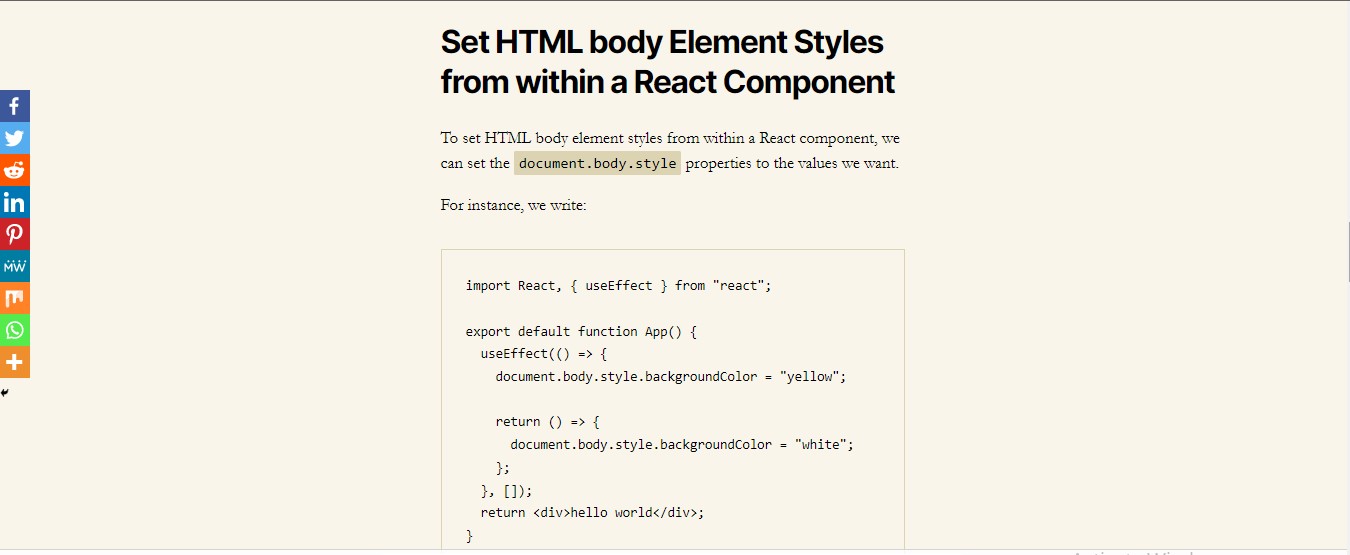 Set HTML body Element Styles
from within a React Component
To set HTML body element styles from within a React component, we
can set the document.body.style properties to the values we want.
For instance, we write:
import React, { useEffect } from "react";
export default function App() {
  useEffect(() => {
    document.body.style.backgroundColor = "yellow";
    return () => {
      document.body.style.backgroundColor = "white";
    };
  }, []);
  return <div>hello world</div>;
}
f
in
MW